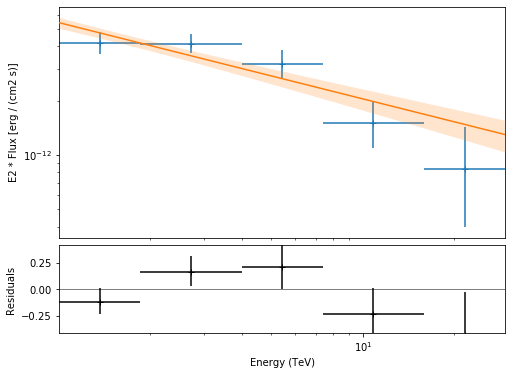 E2 * Flux [erg / (cm2 s)]
10⁻¹²
Residuals
0.25
0.00
−0.25
10¹
Energy (TeV)